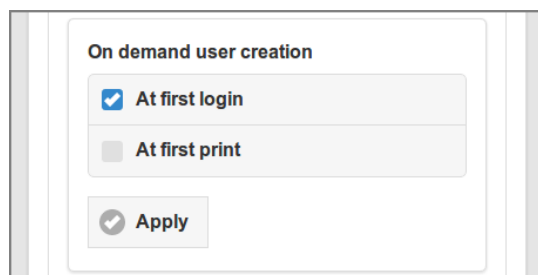 On demand user creation
At first login
At first print
Apply